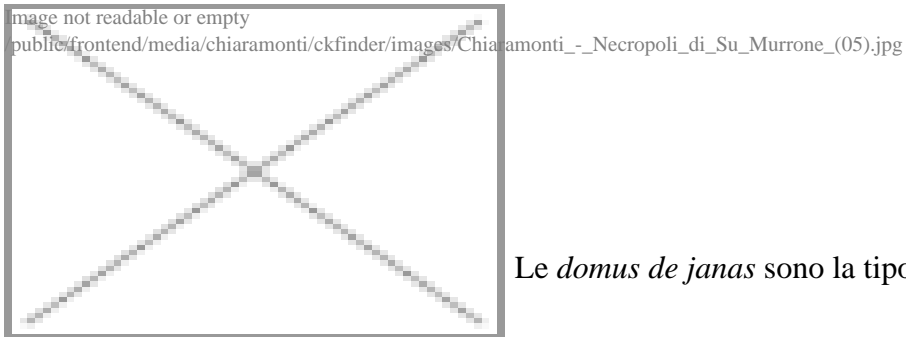 Image not readable or empty
/public/frontend/media/chiaramonti/ckfinder/images/Chiaramonti_-_Necropoli_di_Su_Murrone_(05).jpg
Le domus de janas sono la tipo